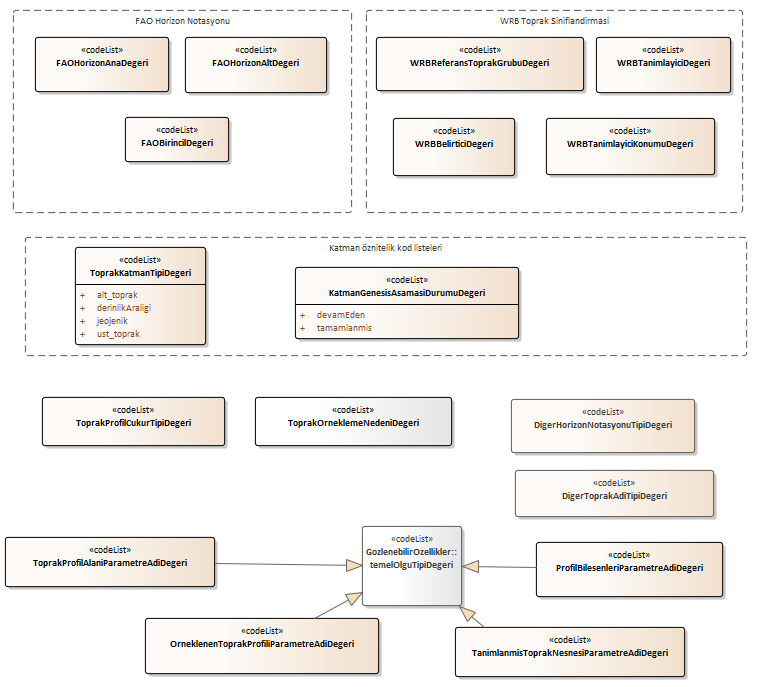 FAO Horizon Notasyonu
«codeList»
FAOHorizonAnaDegeri
«codeList»
FAOHorizonAltDegeri
«codeList»
FAOBirincilDegeri
WRB Toprak Siniflandirmasi
«codeList»
WRBReferansToprakGrubuDegeri
«codeList»
WRBTanimlayiciDegeri
«codeList»
WRBBelirticiDegeri
«codeList»
WRBTanimlayiciKonumuDegeri
Katman öznitelik kod listeleri
«codeList»
ToprakKatmanTipiDegeri
+ alt_toprak
+ derinlikAraligi
+ jeojenik
+ ust_toprak
«codeList»
KatmanGenesisAsamasiDurumuDegeri
+ devamEden
+ tamamlanmis
«codeList»
ToprakProfilCukurTipiDegeri
«codeList»
ToprakOrneklemeNedeniDegeri
«codeList»
DigerHorizonNotasyonuTipiDegeri
«codeList»
DigerToprakAdiTipiDegeri
«codeList»
ToprakProfilAlaniParametreAdiDegeri
«codeList»
GozlenebilirOzellikler::
temelOlguTipiDegeri
«codeList»
ProfilBilesenleriParametreAdiDegeri
«codeList»
OrneklenenToprakProfiliParametreAdiDegeri
«codeList»
TanimlanmisToprakNesnesiParametreAdiDegeri